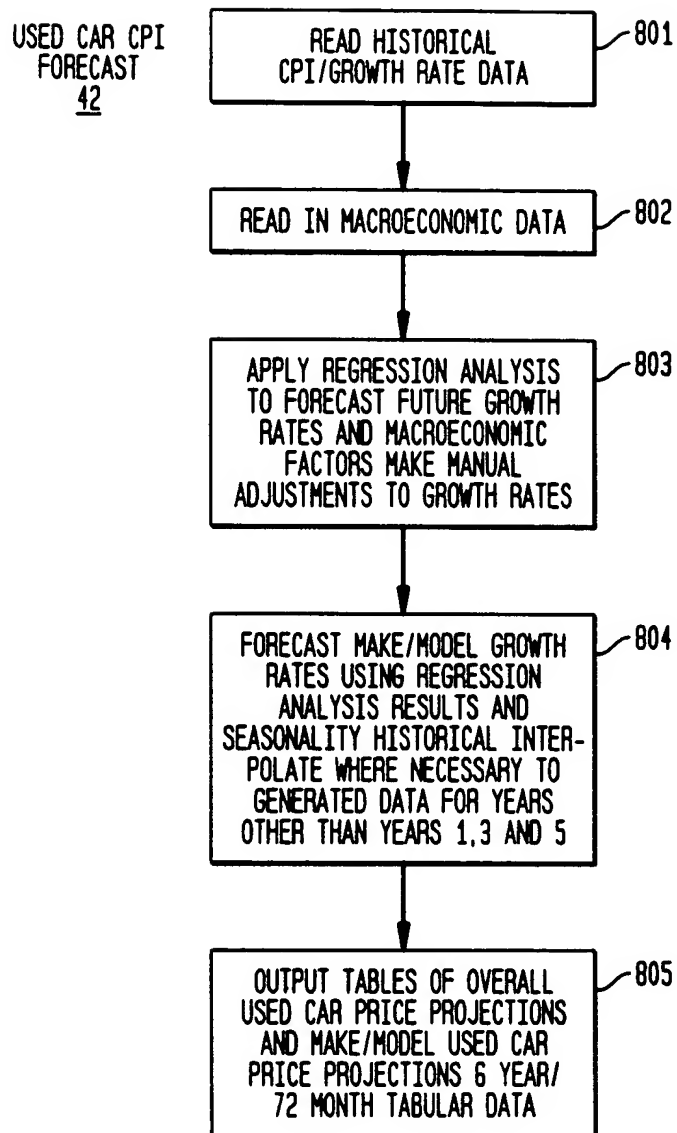 USED CAR CPI
FORECAST
42
READ HISTORICAL
CPI/GROWTH RATE DATA
801
READ IN MACROECONOMIC DATA
802
APPLY REGRESSION ANALYSIS
TO FORECAST FUTURE GROWTH
RATES AND MACROECONOMIC
FACTORS MAKE MANUAL
ADJUSTMENTS TO GROWTH RATES
803
FORECAST MAKE/MODEL GROWTH
RATES USING REGRESSION
ANALYSIS RESULTS AND
SEASONALITY HISTORICAL INTER-
POLATE WHERE NECESSARY TO
GENERATED DATA FOR YEARS
OTHER THAN YEARS 1,3 AND 5
804
OUTPUT TABLES OF OVERALL
USED CAR PRICE PROJECTIONS
AND MAKE/MODEL USED CAR
PRICE PROJECTIONS 6 YEAR/
72 MONTH TABULAR DATA
805